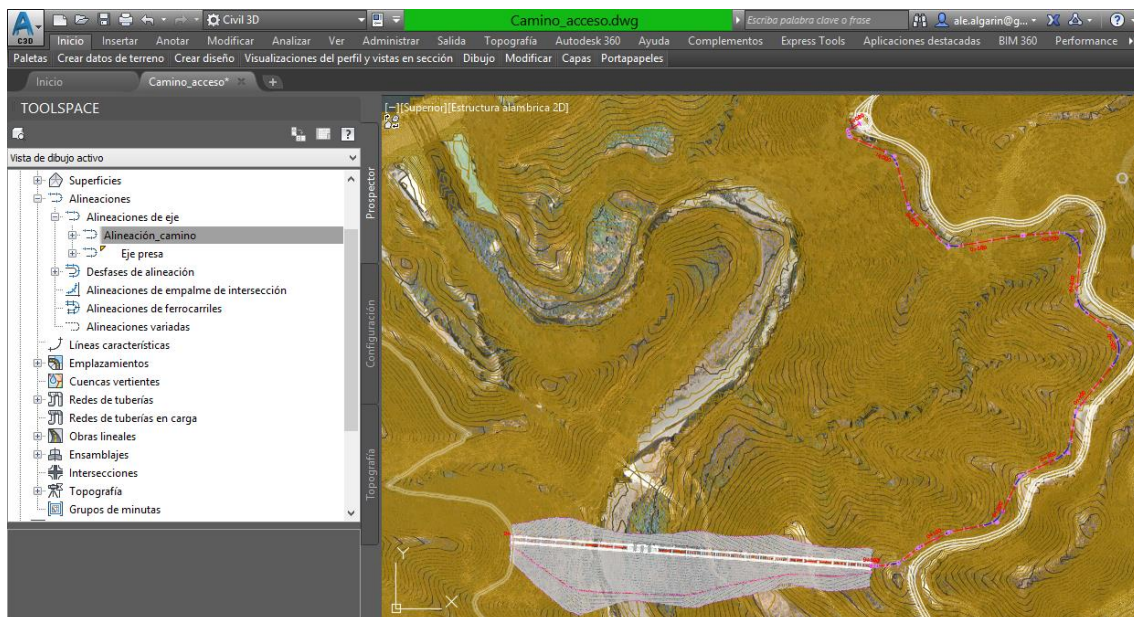 Civil 3D Camino_acceso.dwg Escriba palabra clave o frase ale.algarin@g...
C3D Inicio Insertar Anotar Modificar Analizar Ver Administrar Salida Topografía Autodesk 360 Ayuda Complementos Express Tools Aplicaciones destacadas BIM 360 Performance
Paletas Crear datos de terreno Crear diseño Visualizaciones del perfil y vistas en sección Dibujo Modificar Capas Portapapeles
Inicio Camino_acceso*
TOOLSPACE
[−][Superior][Estructura alámbrica 2D]
Vista de dibujo activo
Superficies
Alineaciones
Alineaciones de eje
Alineación_camino
Eje presa
Desfases de alineación
Alineaciones de empalme de intersección
Alineaciones de ferrocarriles
Alineaciones variadas
Líneas características
Emplazamientos
Cuencas vertientes
Redes de tuberías
Redes de tuberías en carga
Obras lineales
Ensamblajes
Intersecciones
Topografía
Grupos de minutas
Prospector
Configuración
Topografía
Y
X